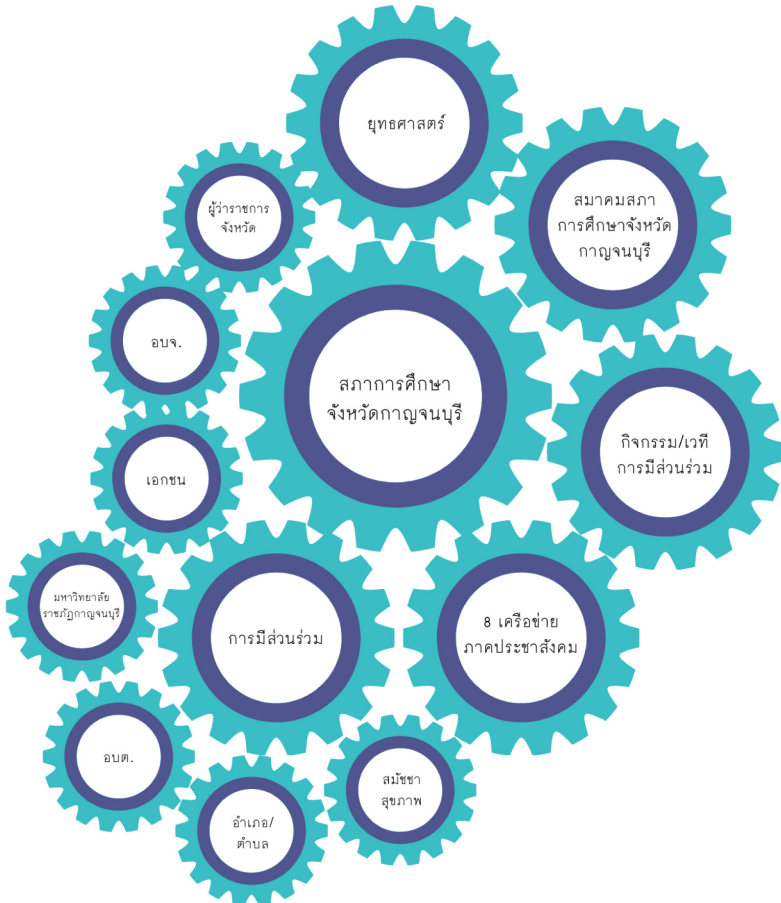 ยุทธศาสตร์
ผู้ว่าราชการ
จังหวัด
สมาคมสภา
การศึกษาจังหวัด
กาญจนบุรี
อบจ.
สภาการศึกษา
จังหวัดกาญจนบุรี
กิจกรรม/เวที
การมีส่วนร่วม
เอกชน
มหาวิทยาลัย
ราชภัฏกาญจนบุรี
การมีส่วนร่วม
8 เครือข่าย
ภาคประชาสังคม
อบต.
สมัชชา
สุขภาพ
อำเภอ/
ตำบล